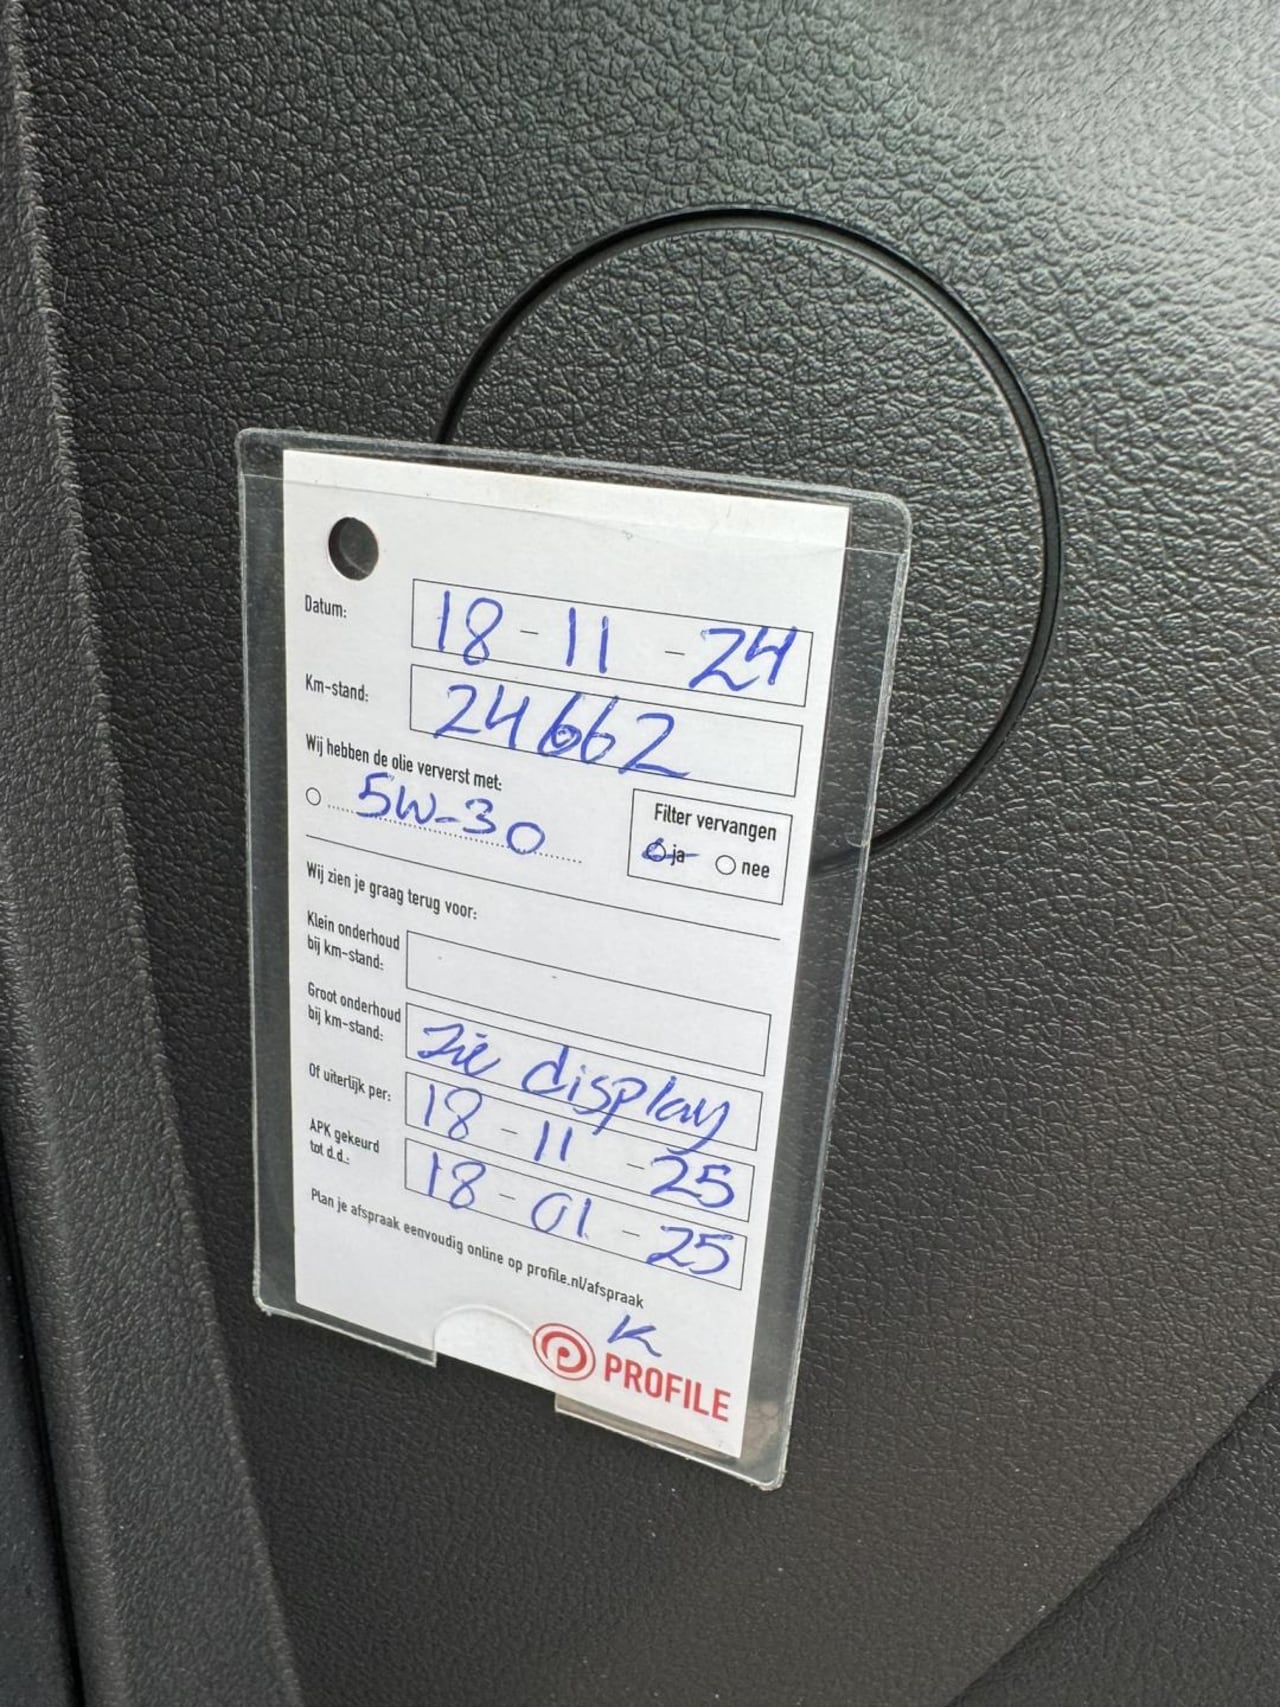 Datum: 18-11-24
Km-stand: 24662
Wij hebben de olie ververst met:
5W-30
Filter vervangen
ja nee
Wij zien je graag terug voor:
Klein onderhoud
bij km-stand:
Groot onderhoud
bij km-stand: zie display
Of uiterlijk per: 18-11-25
APK gekeurd
tot d.d.: 18-01-25
Plan je afspraak eenvoudig online op profile.nl/afspraak
K
PROFILE